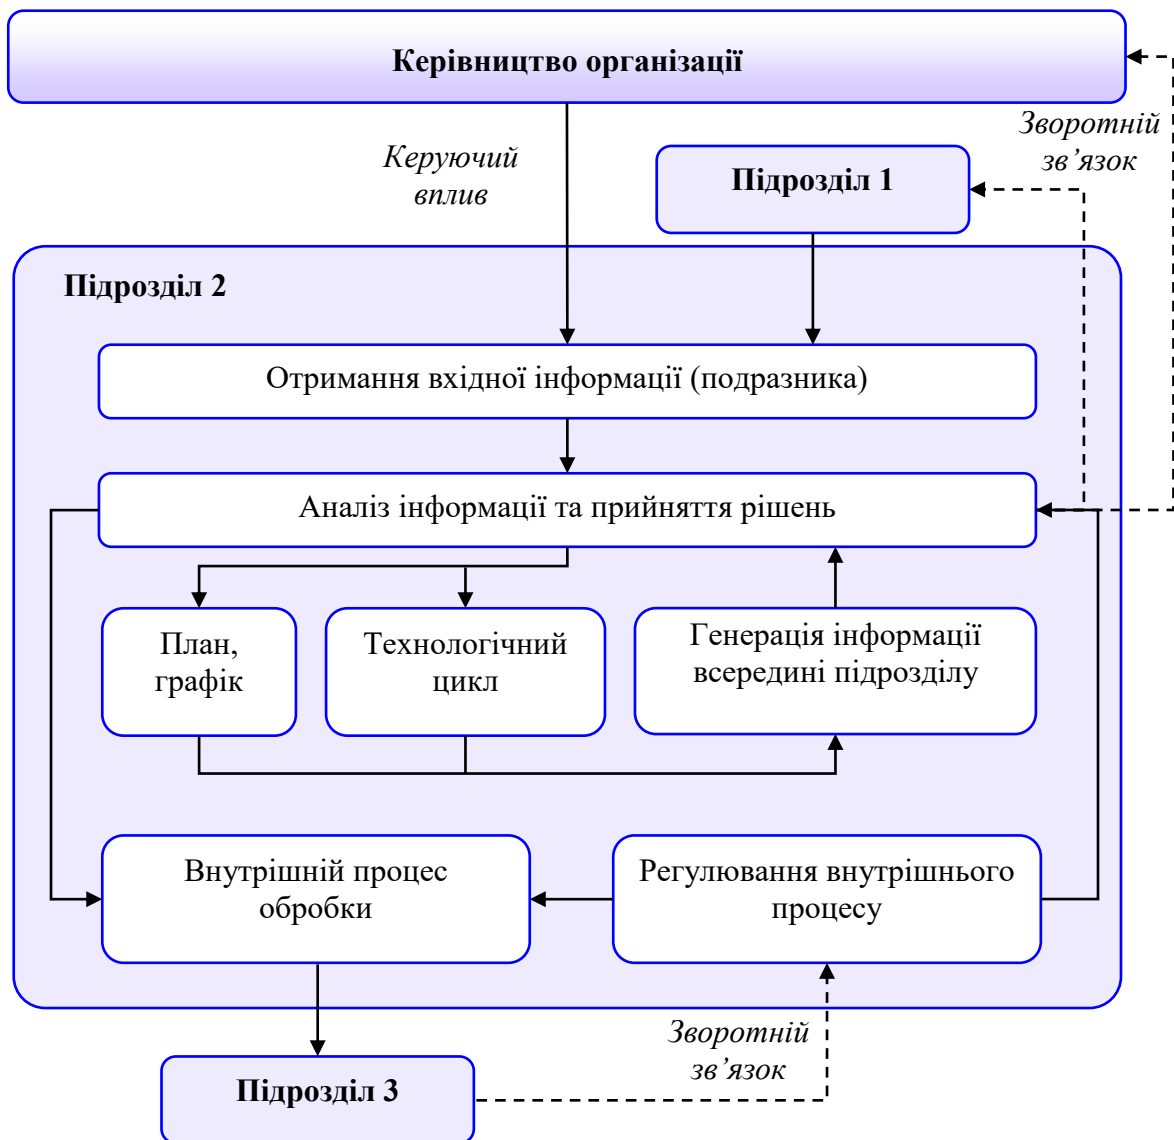 Керівництво організації
Зворотній
зв’язок
Керуючий
вплив
Підрозділ 1
Підрозділ 2
Отримання вхідної інформації (подразника)
Аналіз інформації та прийняття рішень
План,
графік
Технологічний
цикл
Генерація інформації
всередині підрозділу
Внутрішній процес
обробки
Регулювання внутрішнього
процесу
Зворотній
зв’язок
Підрозділ 3